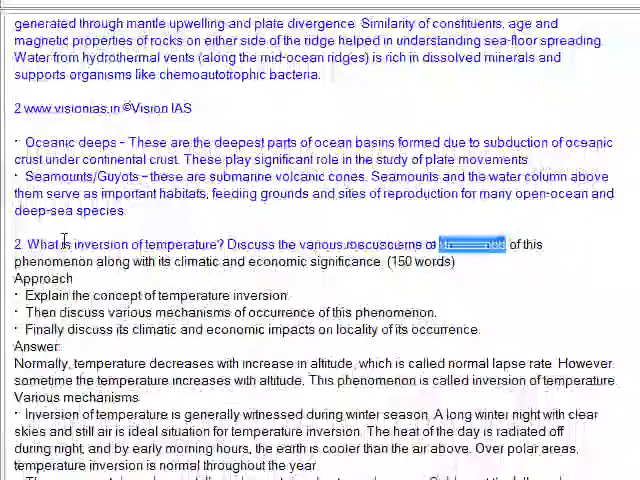 generated through mantle upwelling and plate divergence. Similarity of constituents, age and
magnetic properties of rocks on either side of the ridge helped in understanding sea-floor spreading.
Water from hydrothermal vents (along the mid-ocean ridges) is rich in dissolved minerals and
supports organisms like chemoautotrophic bacteria.
2 www.visionias.in ©Vision IAS
· Oceanic deeps – These are the deepest parts of ocean basins formed due to subduction of oceanic
crust under continental crust. These play significant role in the study of plate movements
· Seamounts/Guyots – these are submarine volcanic cones. Seamounts and the water column above
them serve as important habitats, feeding grounds and sites of reproduction for many open-ocean and
deep-sea species.
2. What is inversion of temperature? Discuss the various of this
phenomenon along with its climatic and economic significance. (150 words)
Approach
· Explain the concept of temperature inversion.
· Then discuss various mechanisms of occurrence of this phenomenon.
· Finally discuss its climatic and economic impacts on locality of its occurrence.
Answer:
Normally, temperature decreases with increase in altitude, which is called normal lapse rate. However
sometime the temperature increases with altitude. This phenomenon is called inversion of temperature.
Various mechanisms
· Inversion of temperature is generally witnessed during winter season. A long winter night with clear
skies and still air is ideal situation for temperature inversion. The heat of the day is radiated off
during night, and by early morning hours, the earth is cooler than the air above. Over polar areas,
temperature inversion is normal throughout the year.